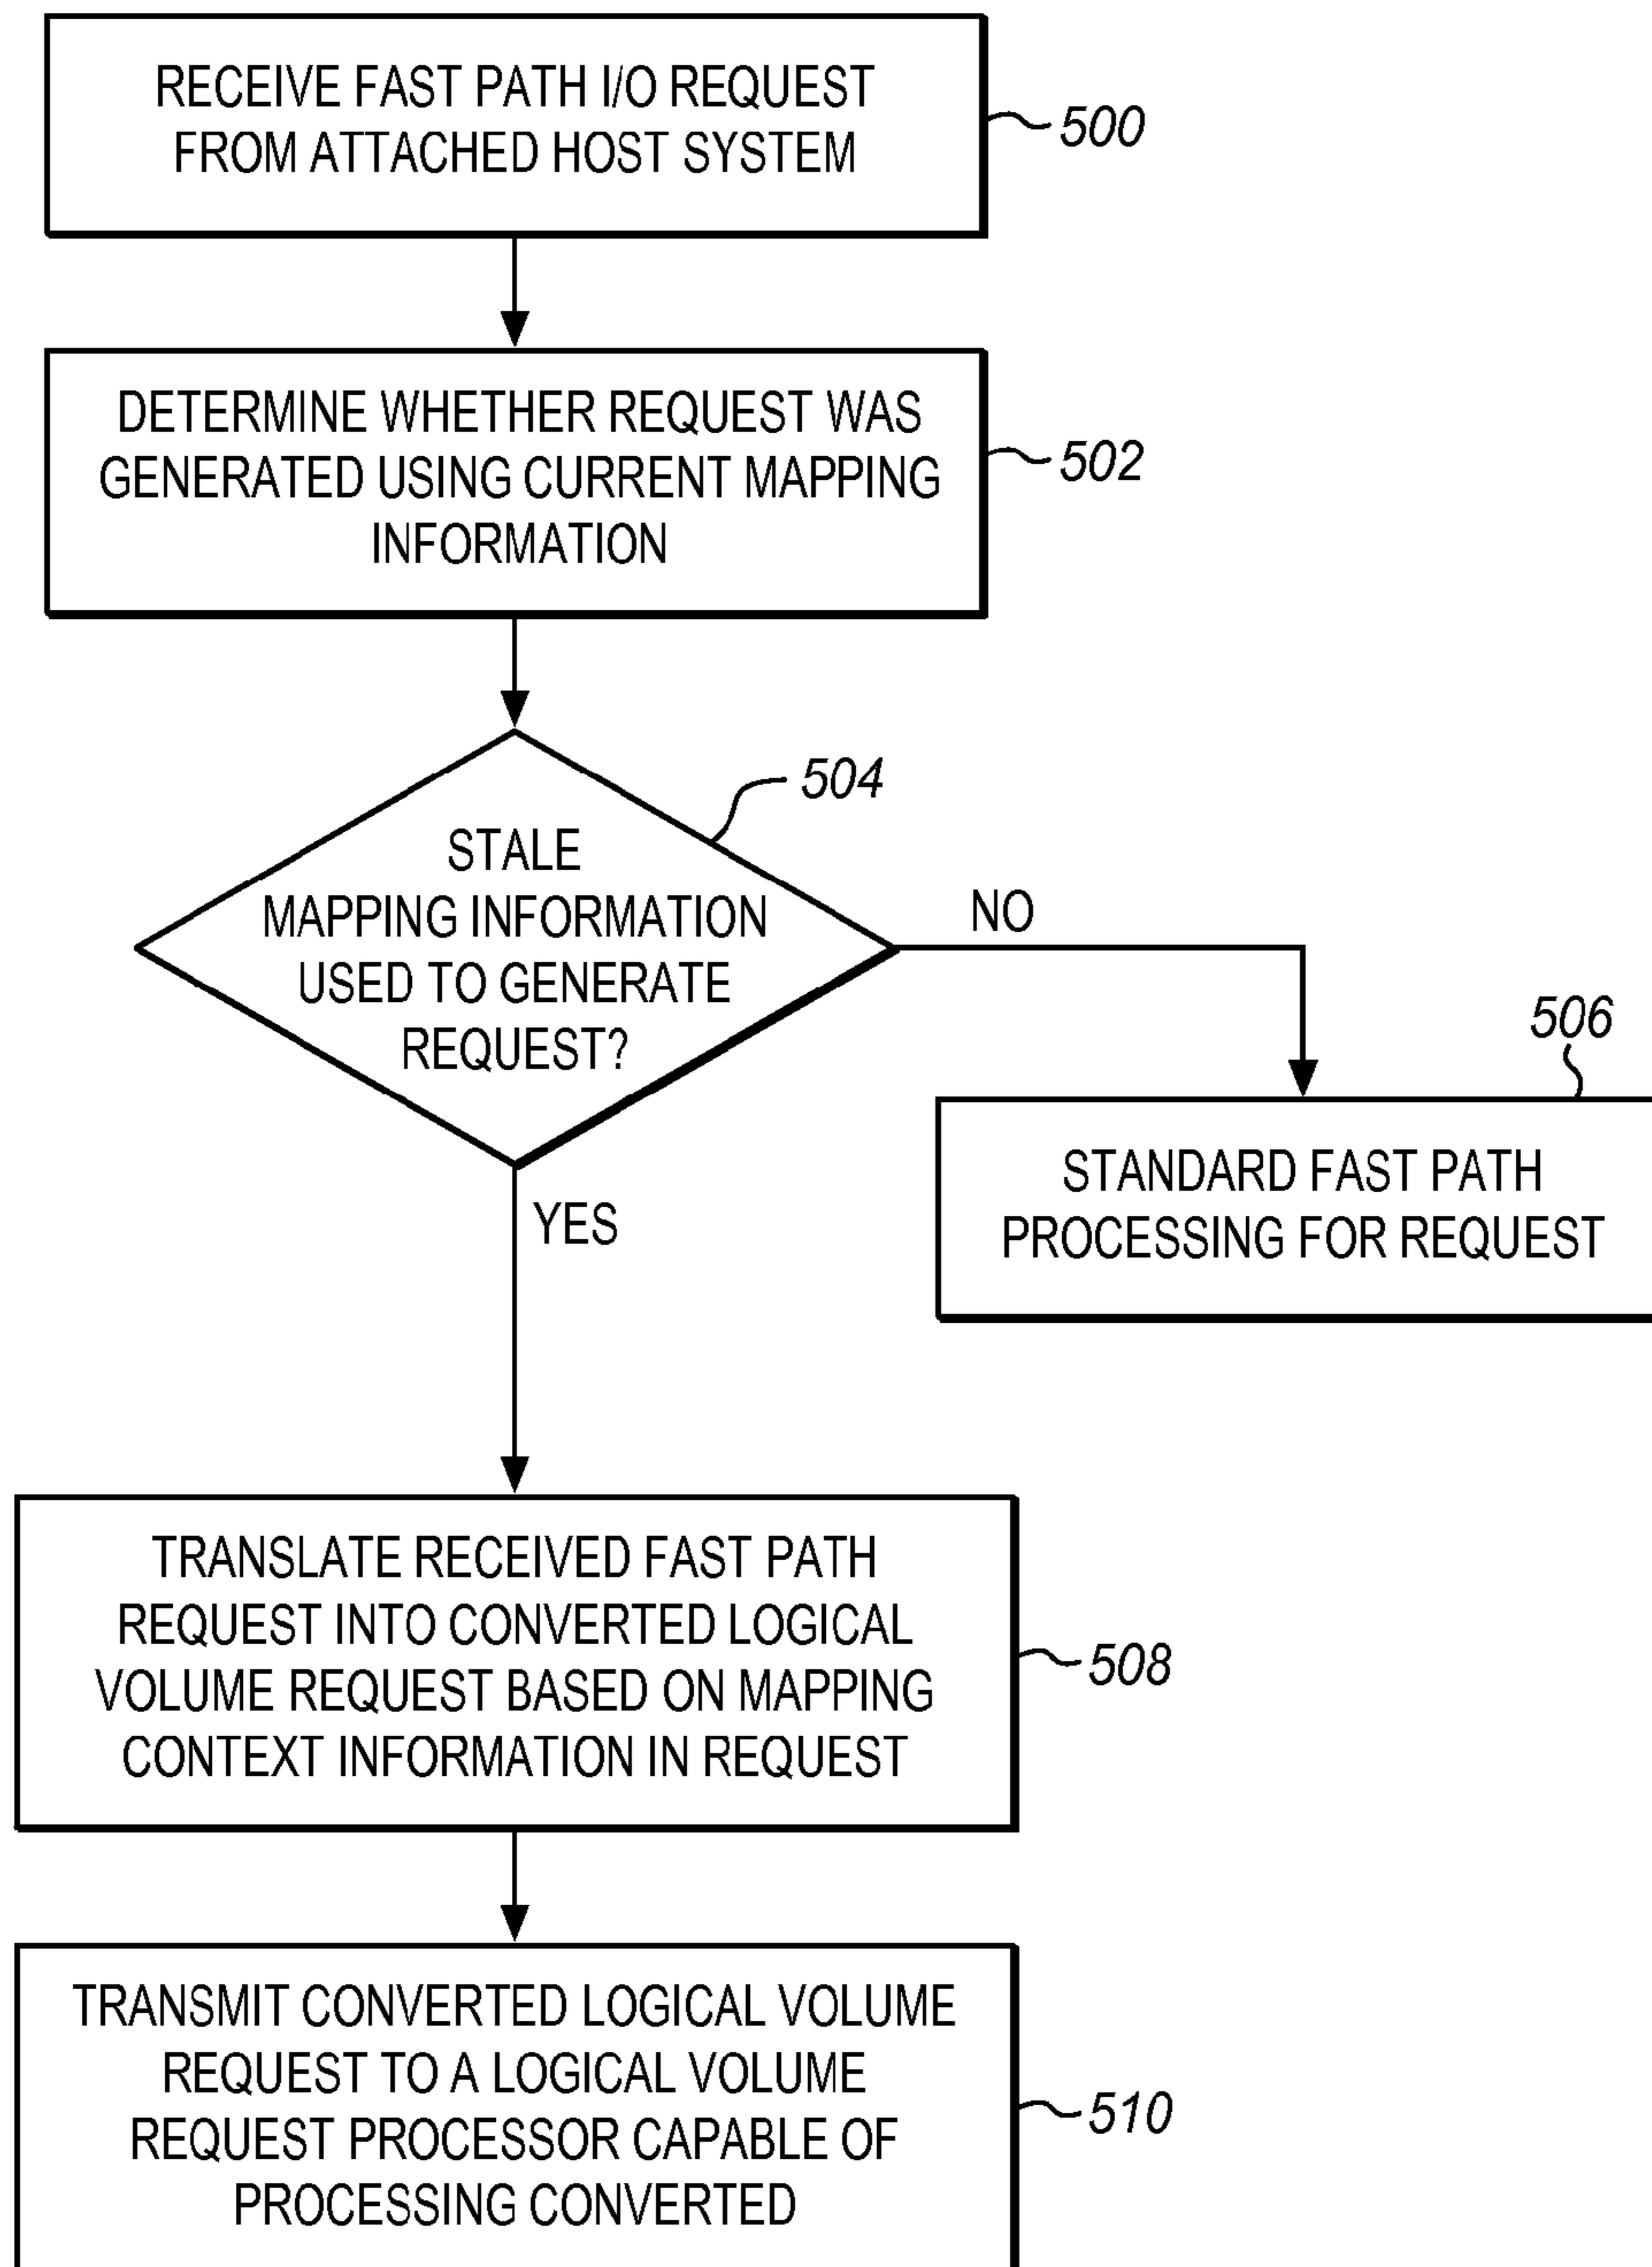 RECEIVE FAST PATH I/O REQUEST
FROM ATTACHED HOST SYSTEM
500
DETERMINE WHETHER REQUEST WAS
GENERATED USING CURRENT MAPPING
INFORMATION
502
504
STALE
MAPPING INFORMATION
USED TO GENERATE
REQUEST?
NO
506
STANDARD FAST PATH
PROCESSING FOR REQUEST
YES
TRANSLATE RECEIVED FAST PATH
REQUEST INTO CONVERTED LOGICAL
VOLUME REQUEST BASED ON MAPPING
CONTEXT INFORMATION IN REQUEST
508
TRANSMIT CONVERTED LOGICAL VOLUME
REQUEST TO A LOGICAL VOLUME
REQUEST PROCESSOR CAPABLE OF
PROCESSING CONVERTED
510